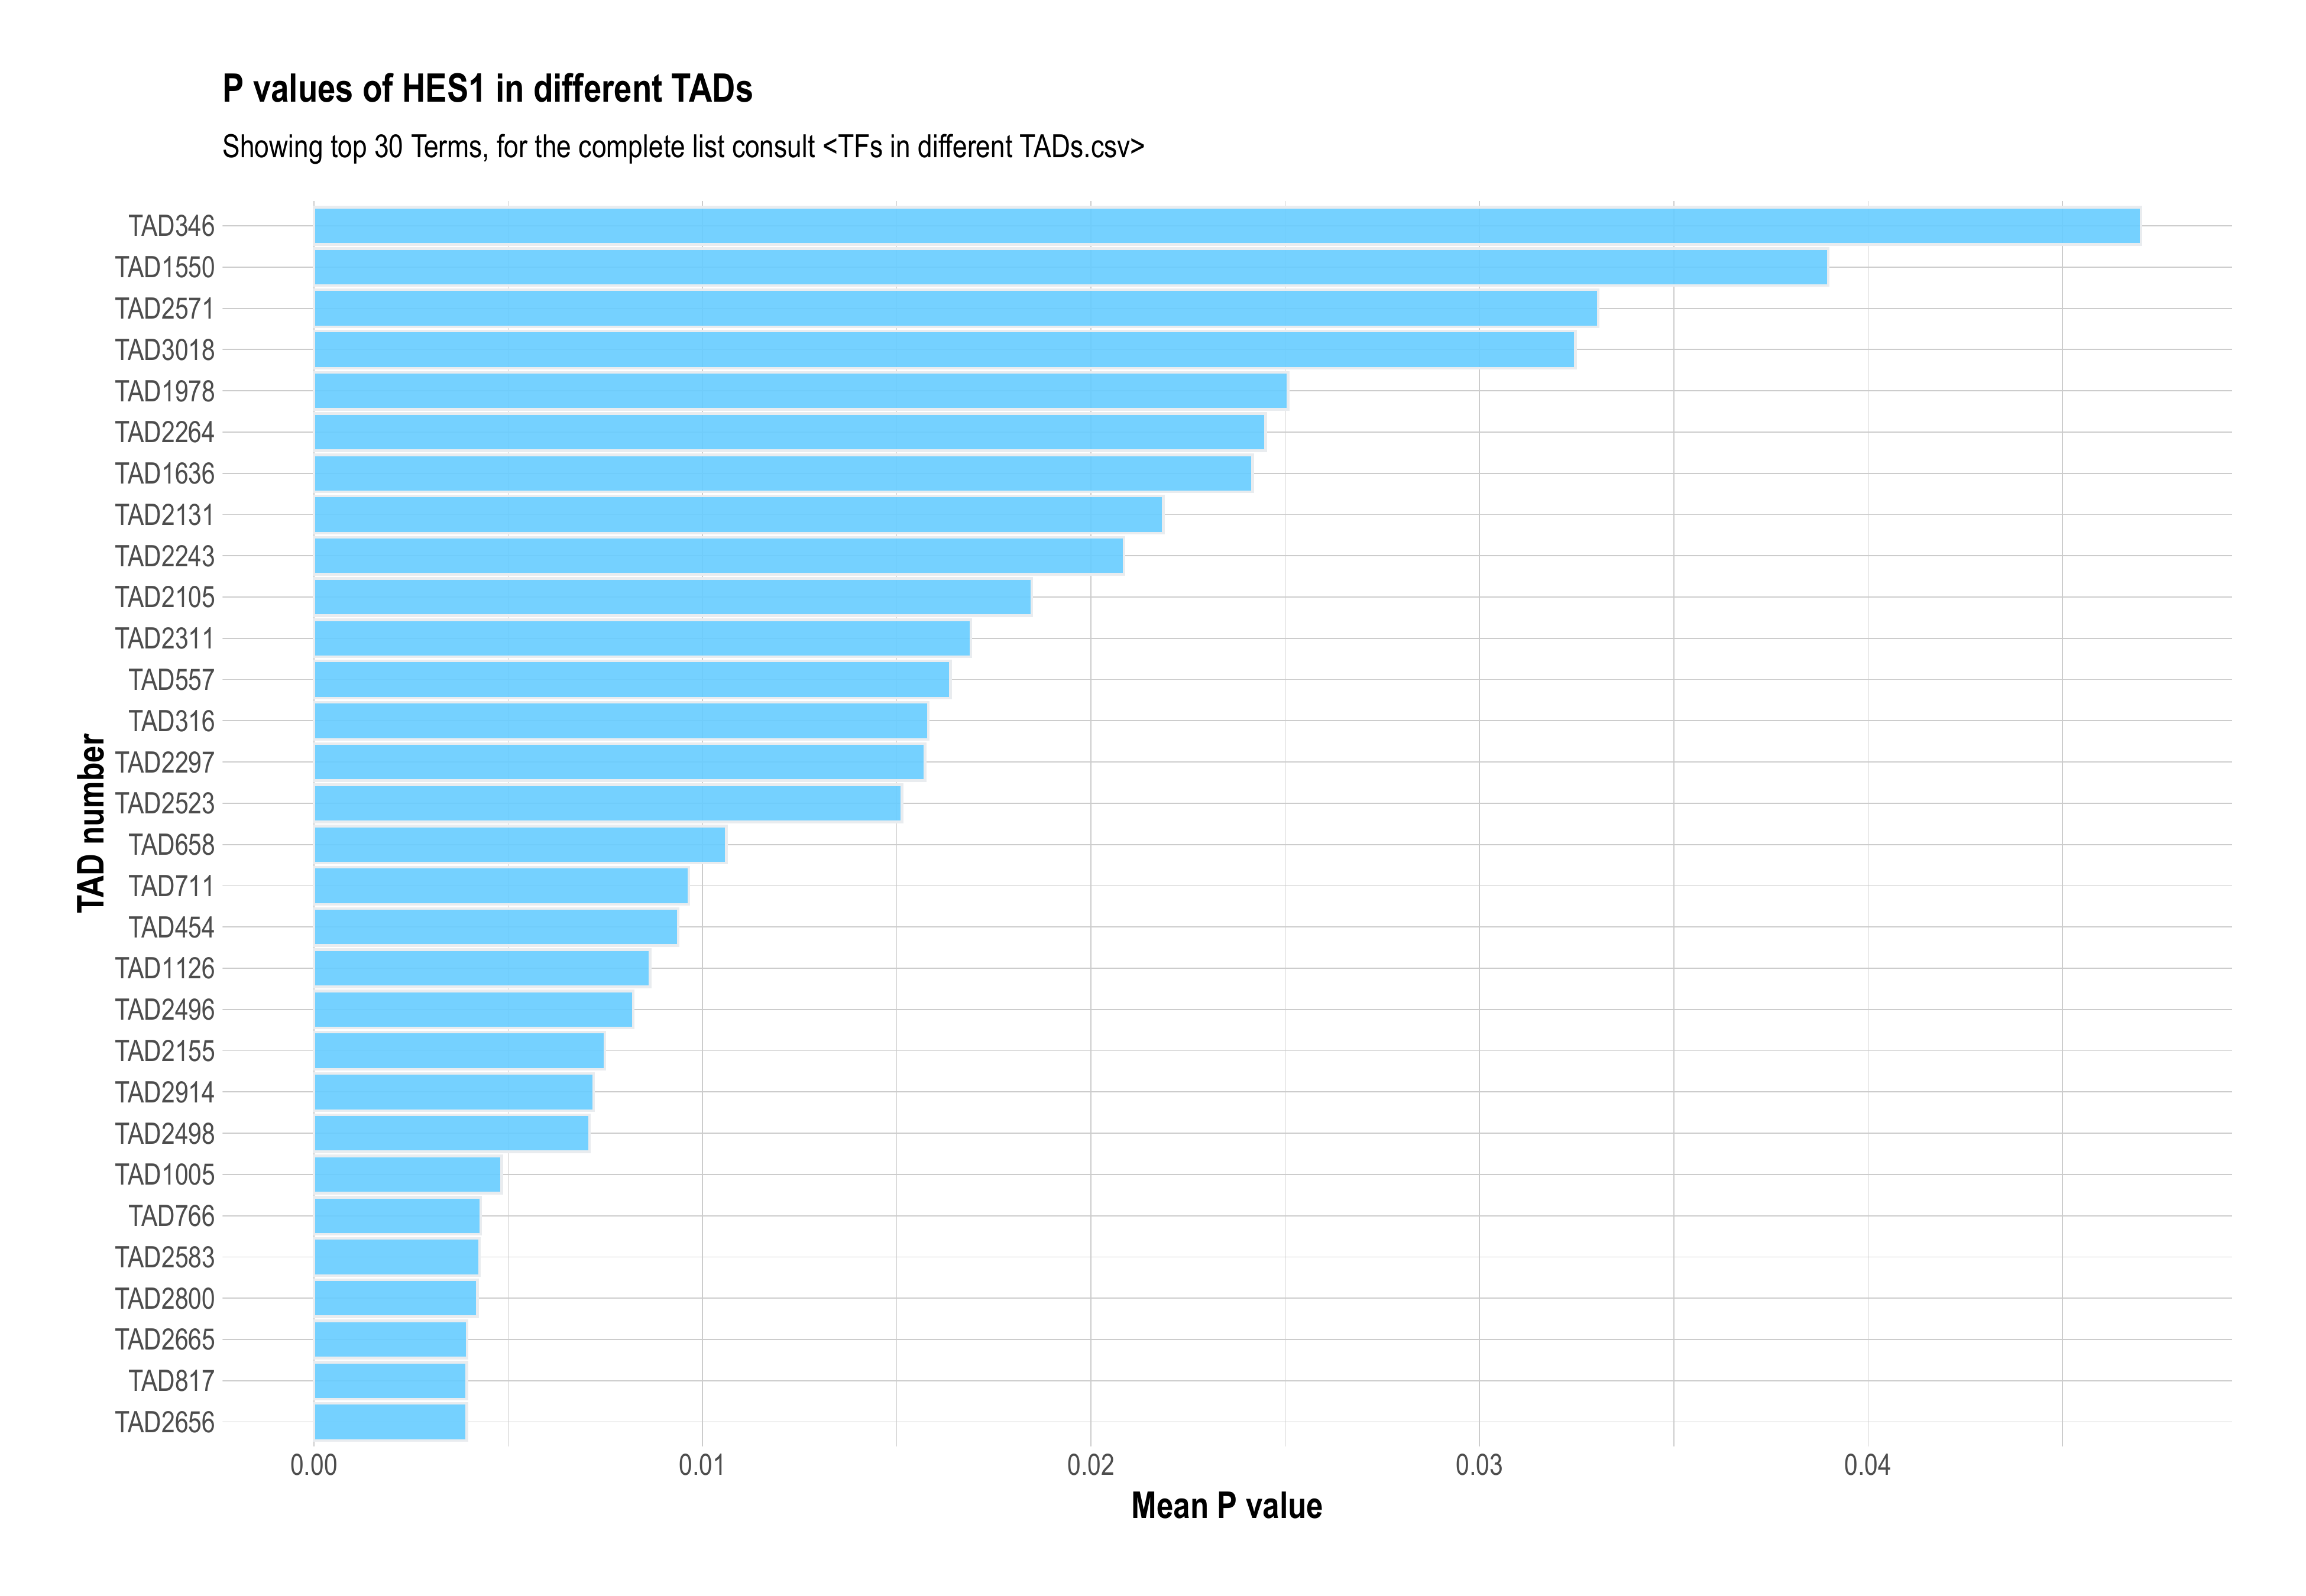 P values of HES1 in different TADs
Showing top 30 Terms, for the complete list consult <TFs in different TADs.csv>
TAD number
TAD346
TAD1550
TAD2571
TAD3018
TAD1978
TAD2264
TAD1636
TAD2131
TAD2243
TAD2105
TAD2311
TAD557
TAD316
TAD2297
TAD2523
TAD658
TAD711
TAD454
TAD1126
TAD2496
TAD2155
TAD2914
TAD2498
TAD1005
TAD766
TAD2583
TAD2800
TAD2665
TAD817
TAD2656
0.00 0.01 0.02 0.03 0.04
Mean P value